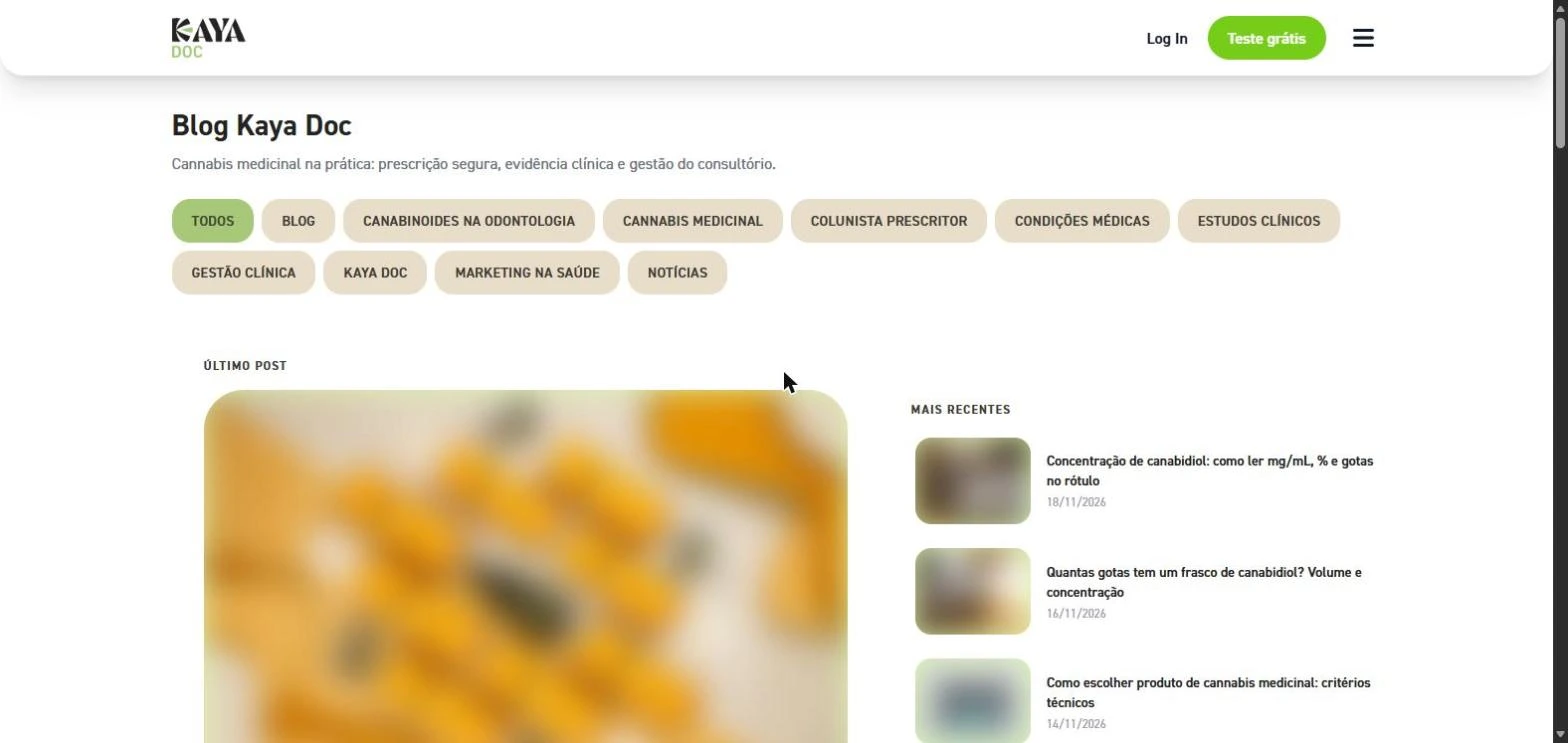 KAYA
DOC
Log In
Teste grátis
Blog Kaya Doc
Cannabis medicinal na prática: prescrição segura, evidência clínica e gestão do consultório.
TODOS
BLOG
CANABINOIDES NA ODONTOLOGIA
CANNABIS MEDICINAL
COLUNISTA PRESCRITOR
CONDIÇÕES MÉDICAS
ESTUDOS CLÍNICOS
GESTÃO CLÍNICA
KAYA DOC
MARKETING NA SAÚDE
NOTÍCIAS
ÚLTIMO POST
MAIS RECENTES
Concentração de canabidiol: como ler mg/mL, % e gotas
no rótulo
18/11/2026
Quantas gotas tem um frasco de canabidiol? Volume e
concentração
16/11/2026
Como escolher produto de cannabis medicinal: critérios
técnicos
14/11/2026